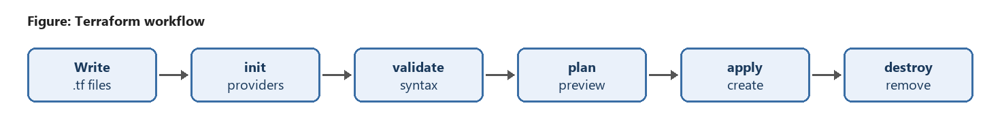 Figure: Terraform workflow
Write
.tf files
init
providers
validate
syntax
plan
preview
apply
create
destroy
remove